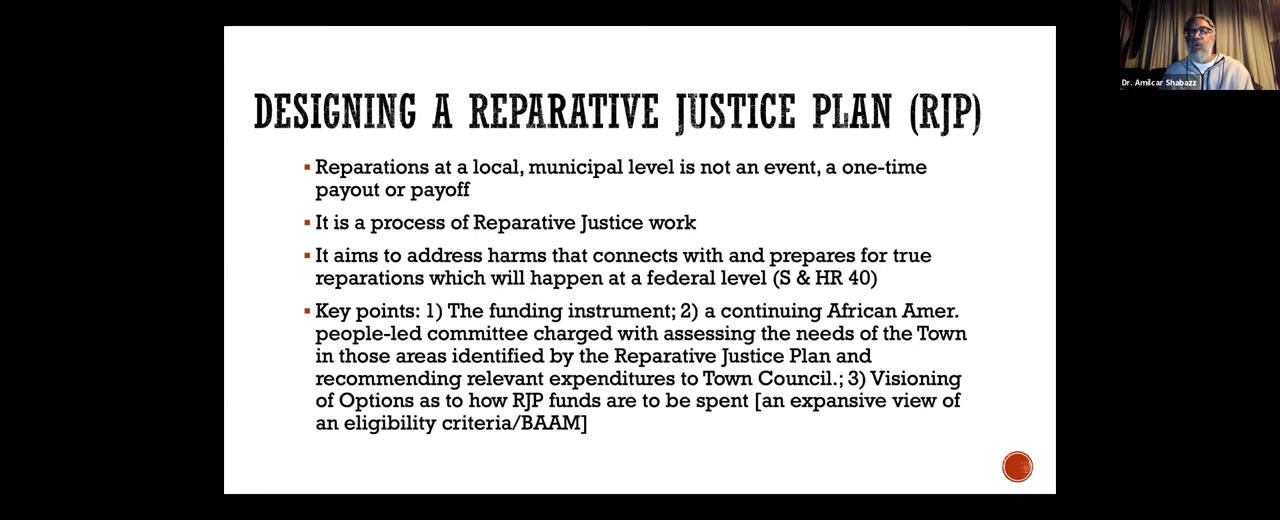 DESIGNING A REPARATIVE JUSTICE PLAN (RJP)
Reparations at a local, municipal level is not an event, a one-time
payout or payoff
It is a process of Reparative Justice work
It aims to address harms that connects with and prepares for true
reparations which will happen at a federal level (S & HR 40)
Key points: 1) The funding instrument; 2) a continuing African Amer.
people-led committee charged with assessing the needs of the Town
in those areas identified by the Reparative Justice Plan and
recommending relevant expenditures to Town Council.; 3) Visioning
of Options as to how RJP funds are to be spent [an expansive view of
an eligibility criteria/BAAM]
Dr. Amilcar Shabazz